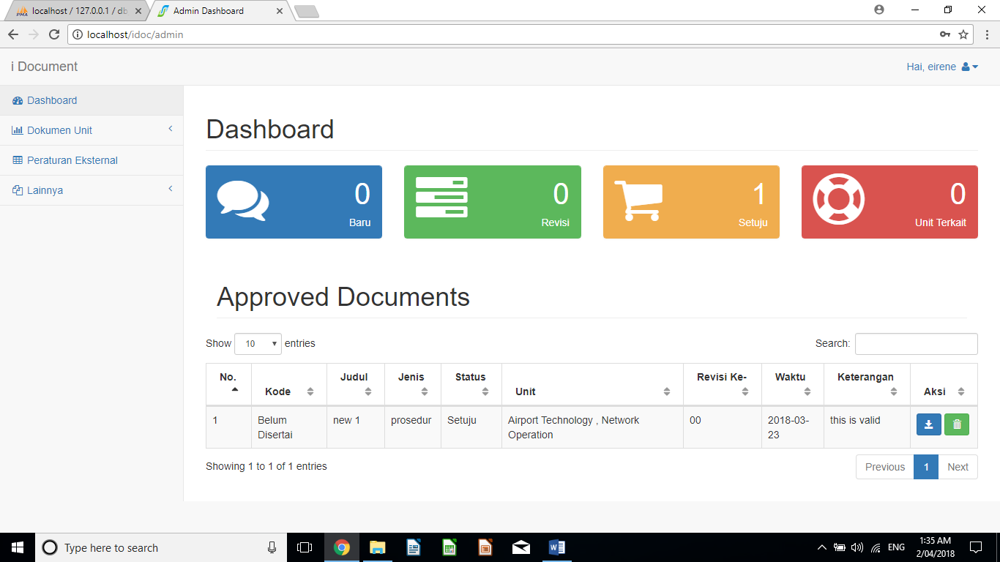 localhost / 127.0.0.1 / db
Admin Dashboard
localhost/idoc/admin
i Document
Hai, eirene
Dashboard
Dokumen Unit
Peraturan Eksternal
Lainnya
Dashboard
0
Baru
0
Revisi
1
Setuju
0
Unit Terkait
Approved Documents
Show 10 entries
Search:
No. Kode Judul Jenis Status Unit Revisi Ke- Waktu Keterangan Aksi
1 Belum new 1 prosedur Setuju Airport Technology , Network 00 2018-03- this is valid
Disertai Operation 23
Showing 1 to 1 of 1 entries
Previous 1 Next
Type here to search
ENG
1:35 AM
2/04/2018